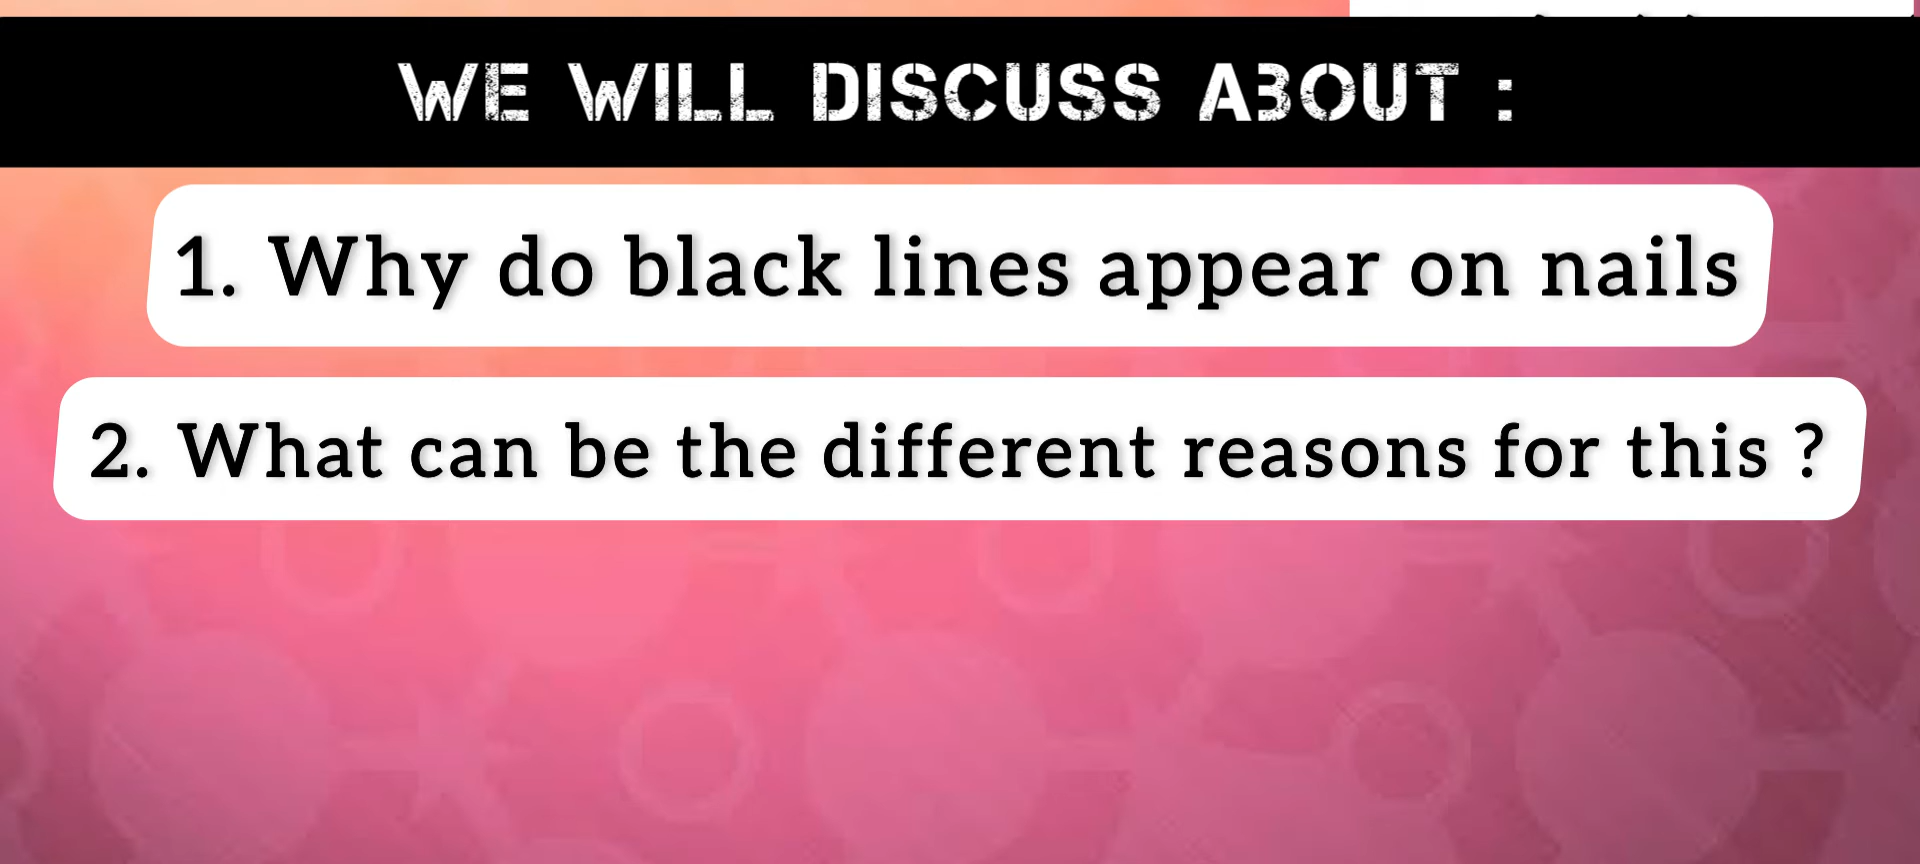 WE WILL DISCUSS ABOUT :
1. Why do black lines appear on nails
2. What can be the different reasons for this ?